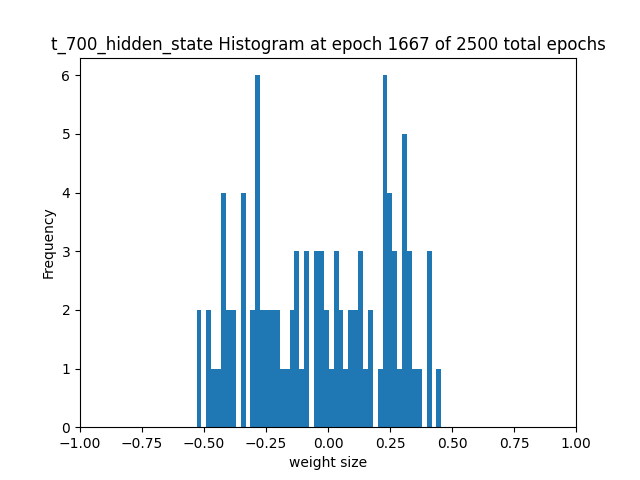 t_700_hidden_state Histogram at epoch 1667 of 2500 total epochs
6
5
4
3
2
1
0
Frequency
−1.00 −0.75 −0.50 −0.25 0.00 0.25 0.50 0.75 1.00
weight size